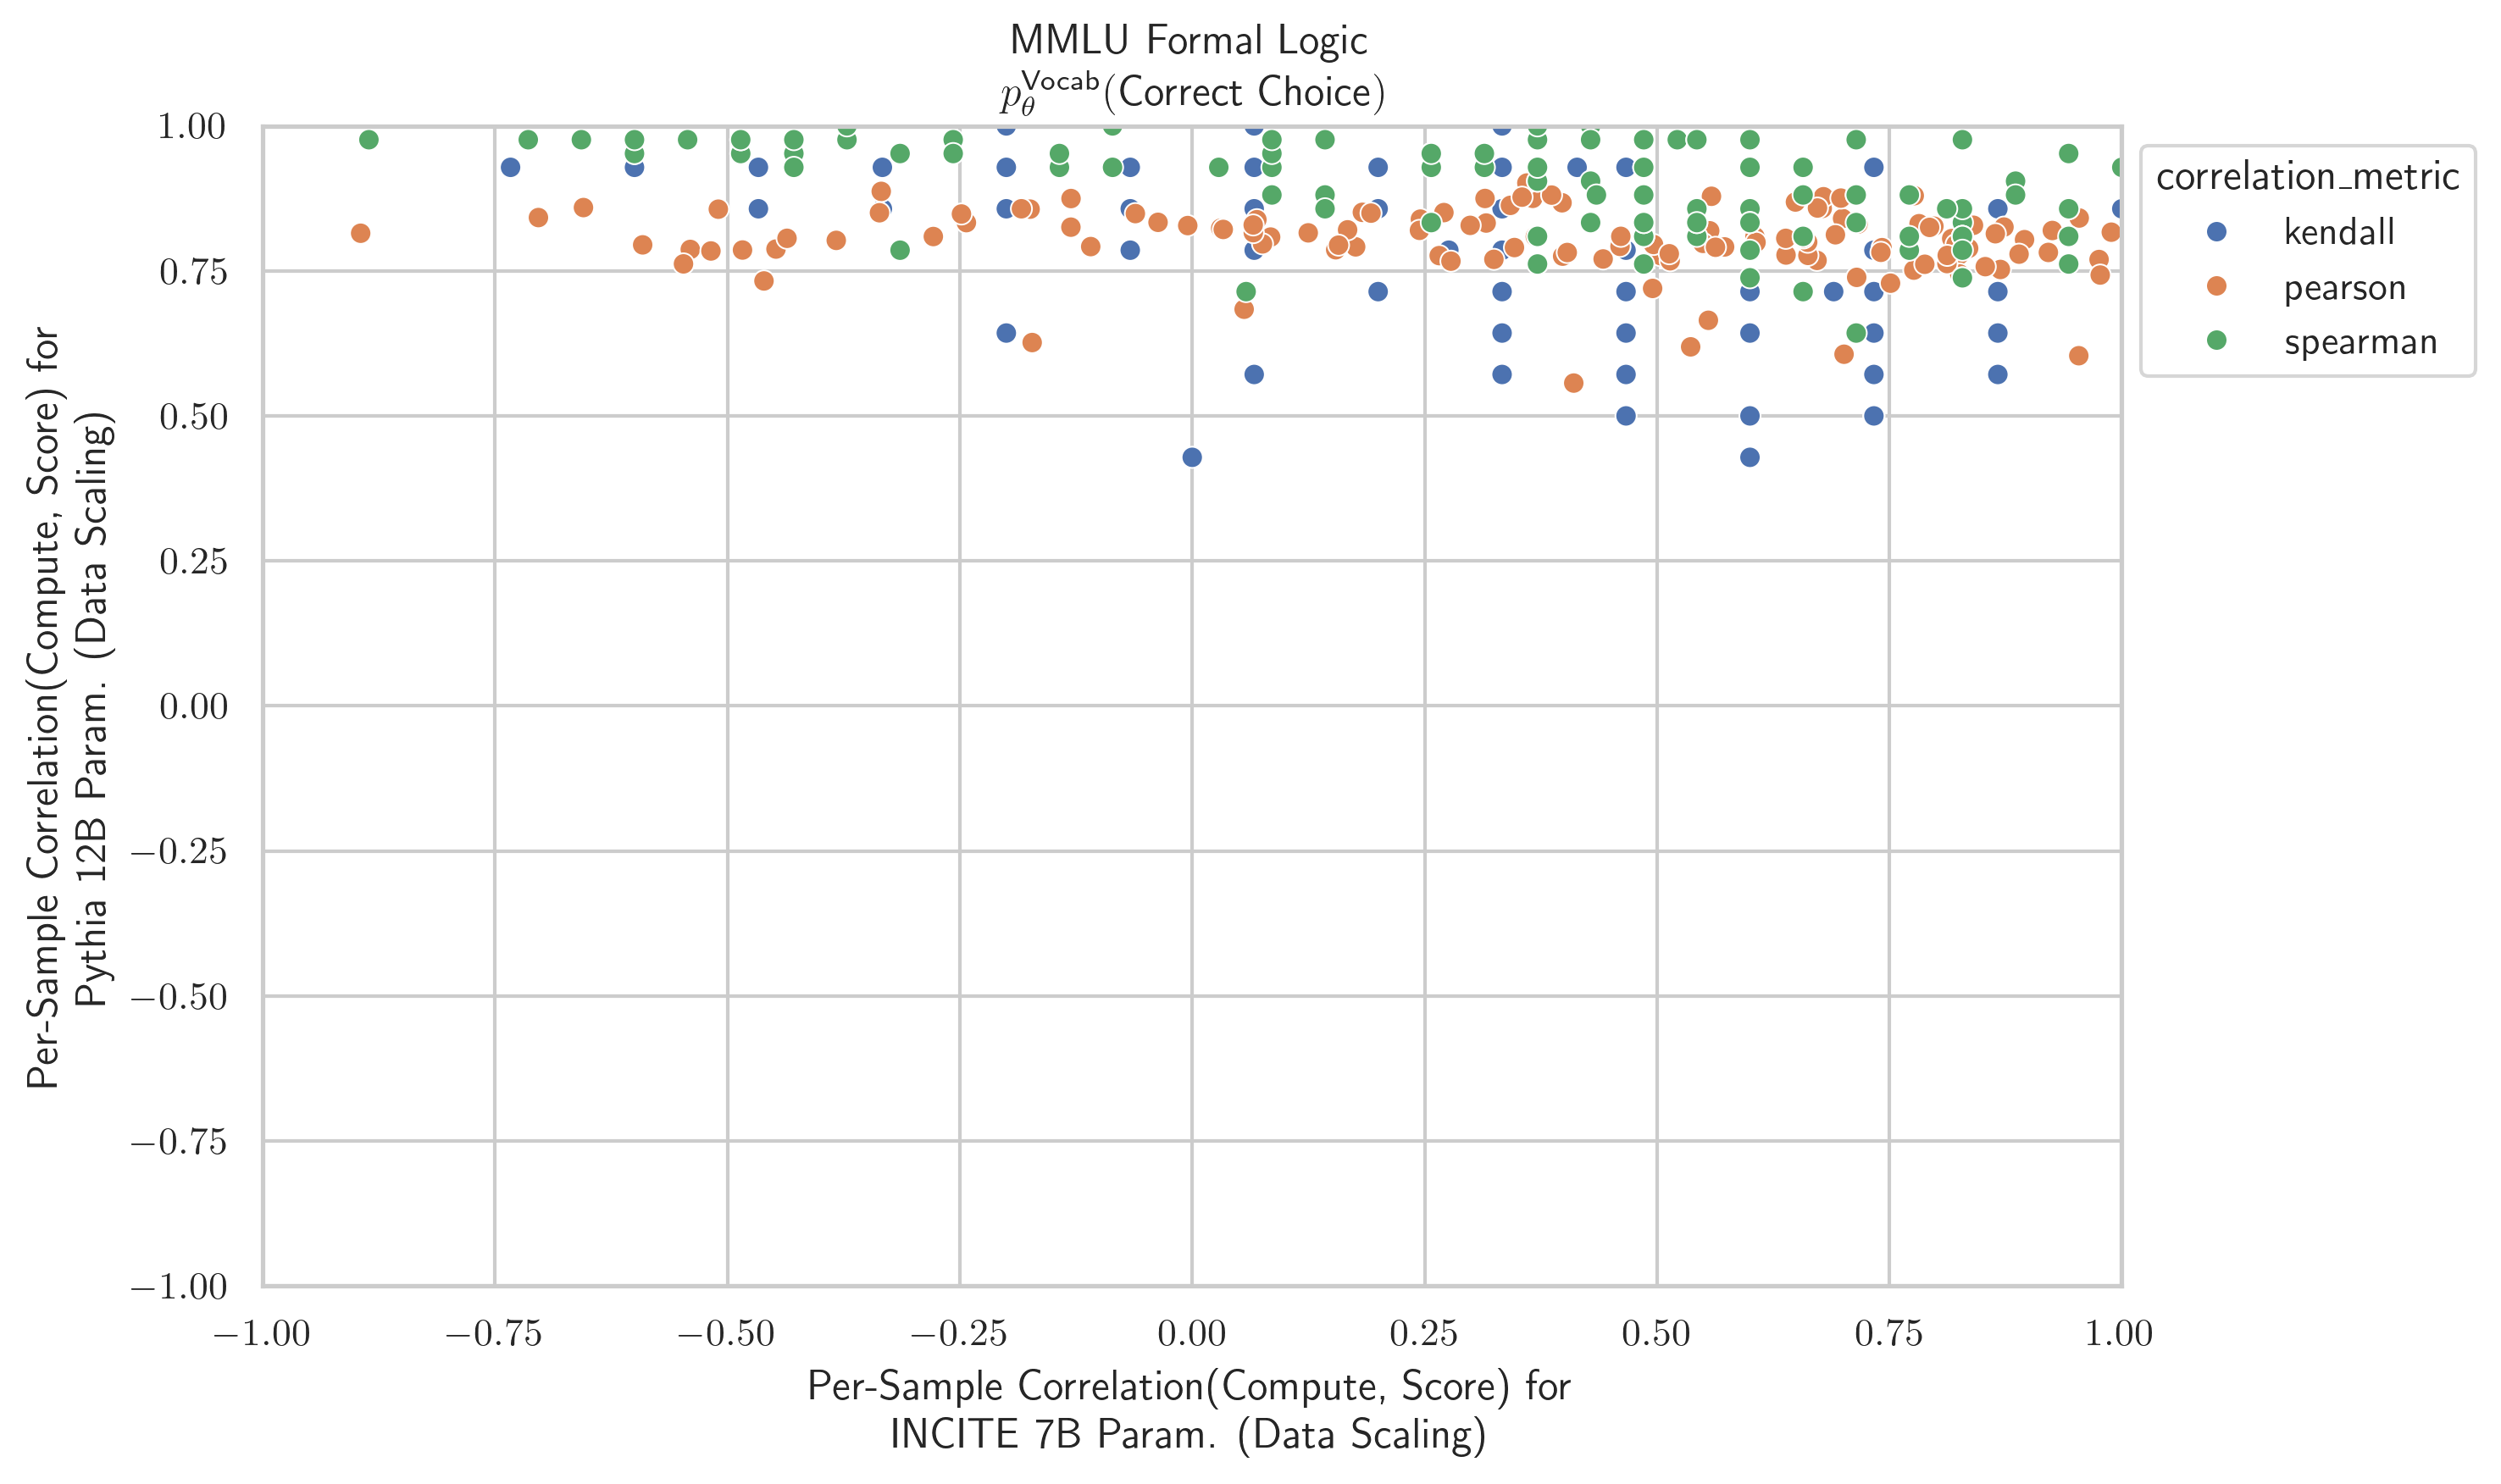 MMLU Formal Logic
p_θ^Vocab(Correct Choice)
Per-Sample Correlation(Compute, Score) for
Pythia 12B Param. (Data Scaling)
1.00
0.75
0.50
0.25
0.00
−0.25
−0.50
−0.75
−1.00
−1.00 −0.75 −0.50 −0.25 0.00 0.25 0.50 0.75 1.00
Per-Sample Correlation(Compute, Score) for
INCITE 7B Param. (Data Scaling)
correlation_metric
kendall
pearson
spearman